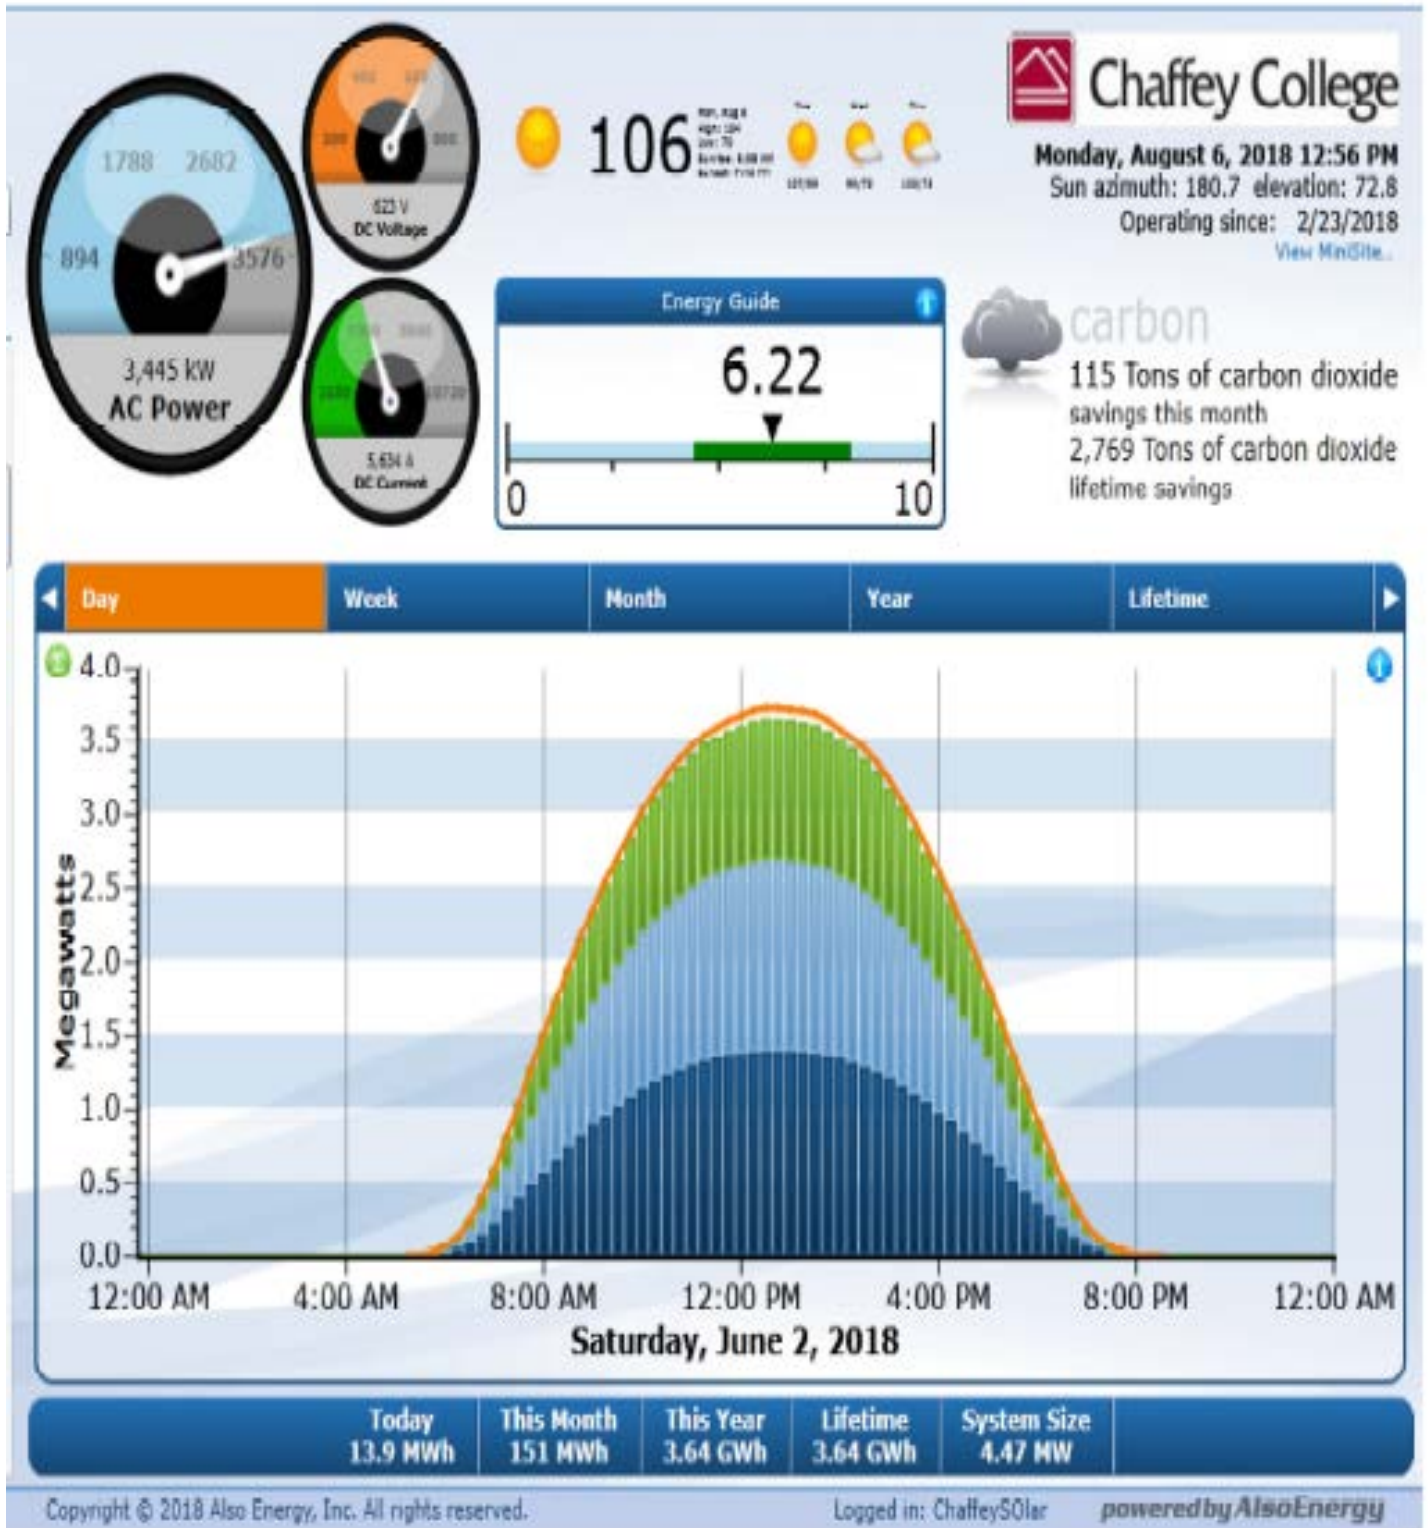 1788 2682
894 3576
3,445 kW
AC Power
623 V
DC Voltage
5,634 A
DC Current
106
Chaffey College
Monday, August 6, 2018 12:56 PM
Sun azimuth: 180.7 elevation: 72.8
Operating since: 2/23/2018
View MiniSite...
Energy Guide
6.22
0 10
carbon
115 Tons of carbon dioxide
savings this month
2,769 Tons of carbon dioxide
lifetime savings
Day Week Month Year Lifetime
4.0
3.5
3.0
2.5
2.0
1.5
1.0
0.5
0.0
Megawatts
12:00 AM 4:00 AM 8:00 AM 12:00 PM 4:00 PM 8:00 PM 12:00 AM
Saturday, June 2, 2018
Today This Month This Year Lifetime System Size
13.9 MWh 151 MWh 3.64 GWh 3.64 GWh 4.47 MW
Copyright © 2018 Also Energy, Inc. All rights reserved. Logged in: ChaffeySOlar poweredbyAlsoEnergy